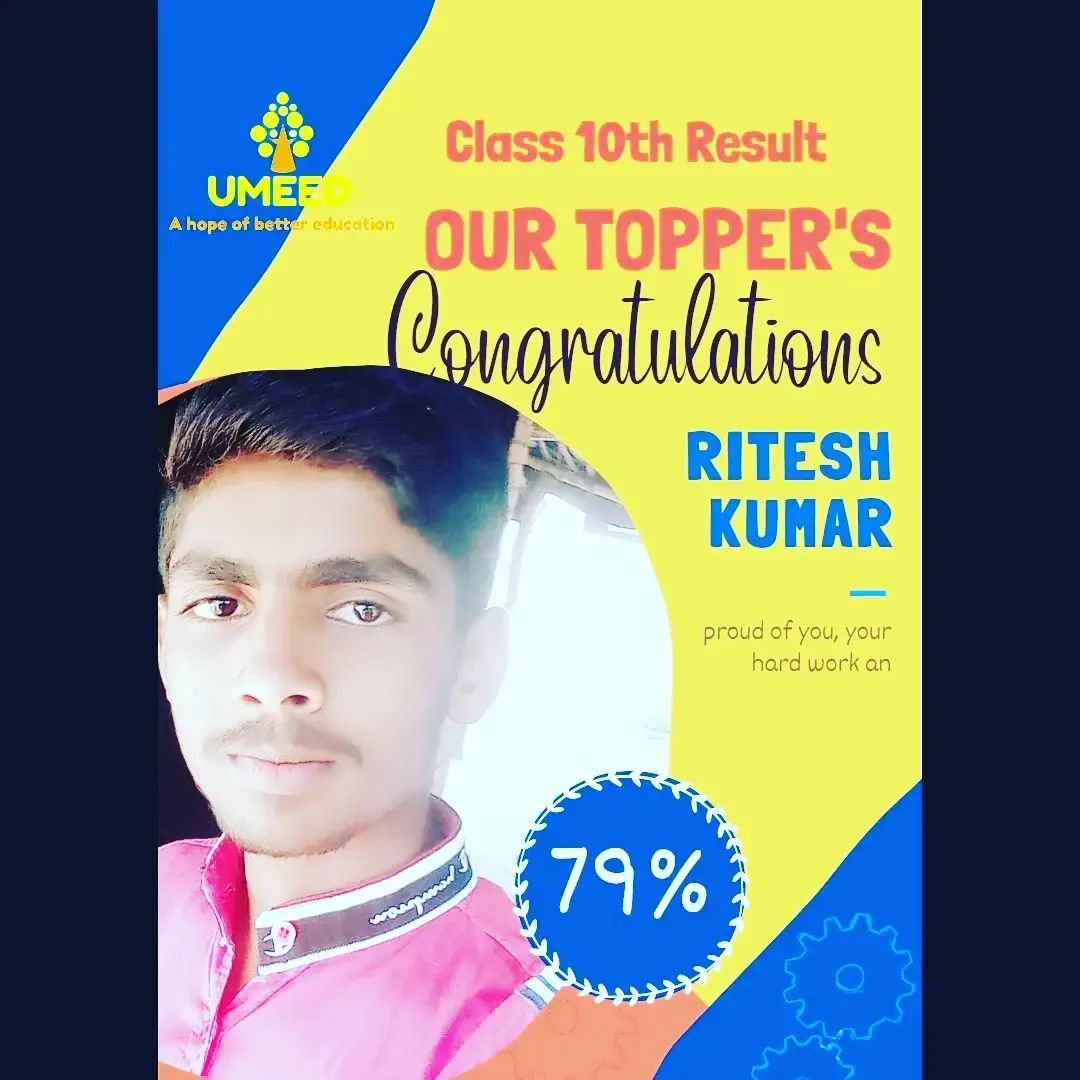 UMEED
A hope of better education
Class 10th Result
OUR TOPPER'S
Congratulations
RITESH
KUMAR
proud of you, your
hard work an
79%